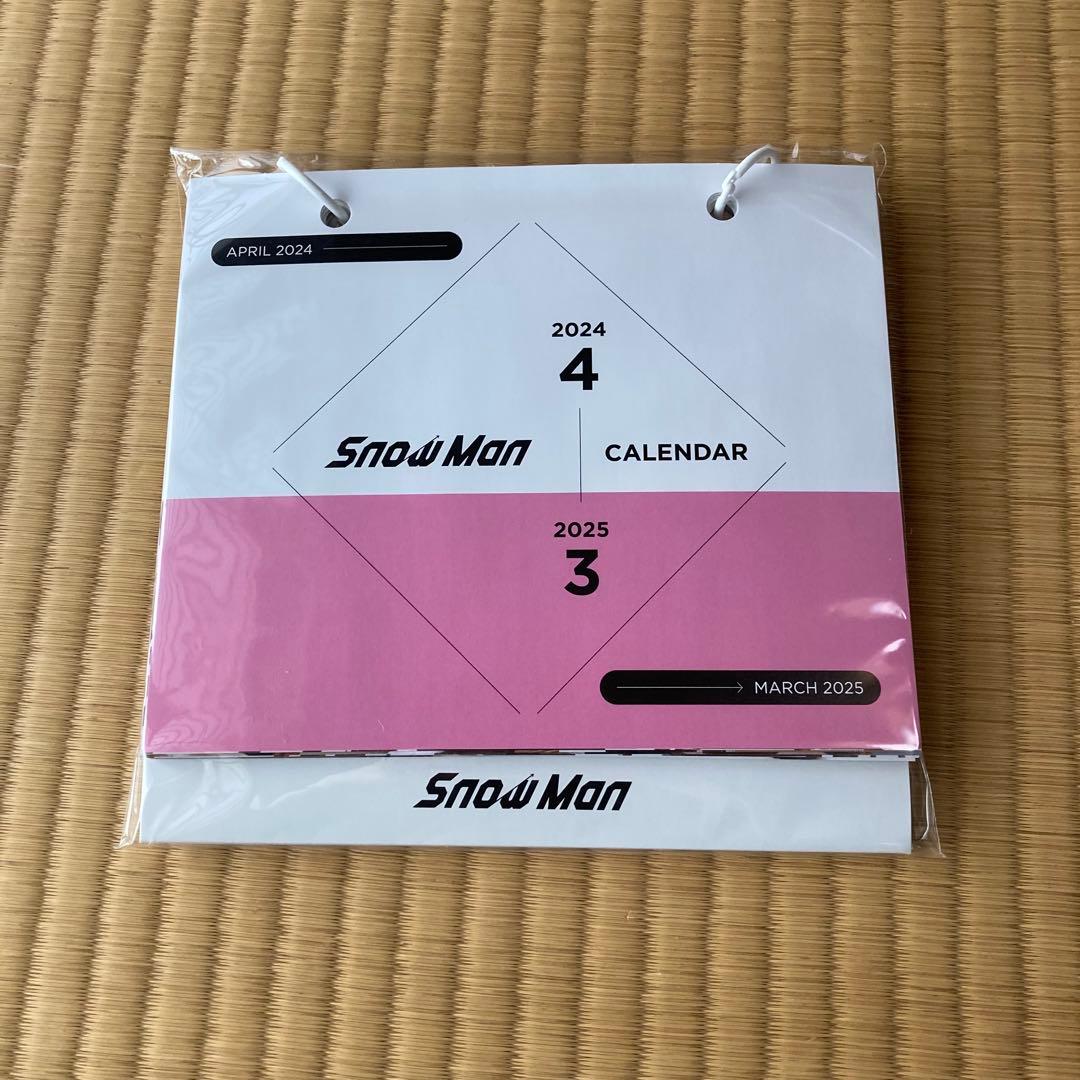 APRIL 2024
2024
4
Snow Man
CALENDAR
2025
3
MARCH 2025
Snow Man